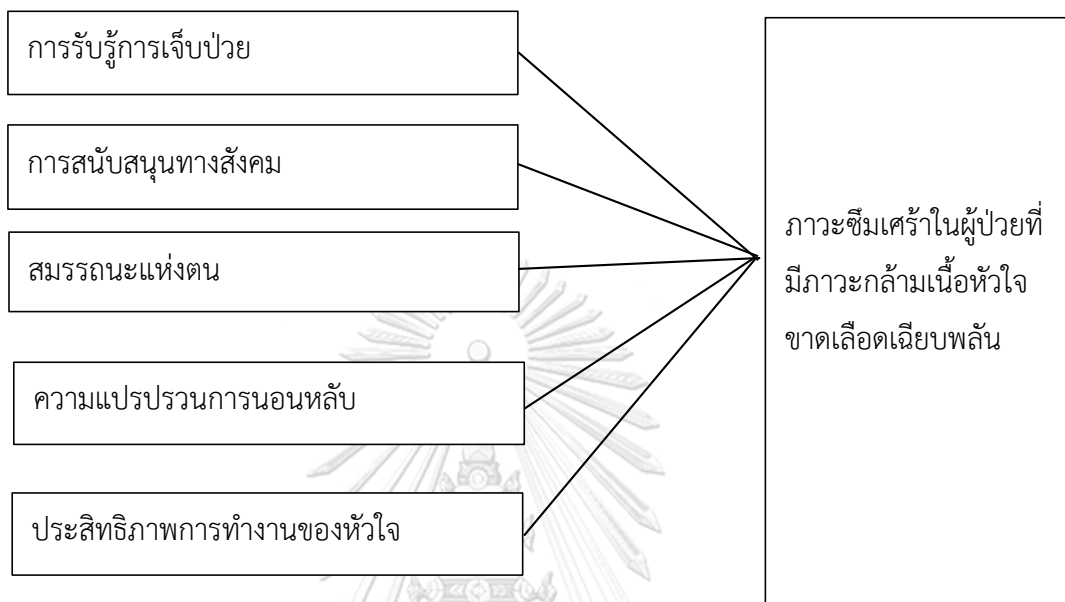 การรับรู้การเจ็บป่วย
การสนับสนุนทางสังคม
สมรรถนะแห่งตน
ความแปรปรวนการนอนหลับ
ประสิทธิภาพการทำงานของหัวใจ
ภาวะซึมเศร้าในผู้ป่วยที่
มีภาวะกล้ามเนื้อหัวใจ
ขาดเลือดเฉียบพลัน